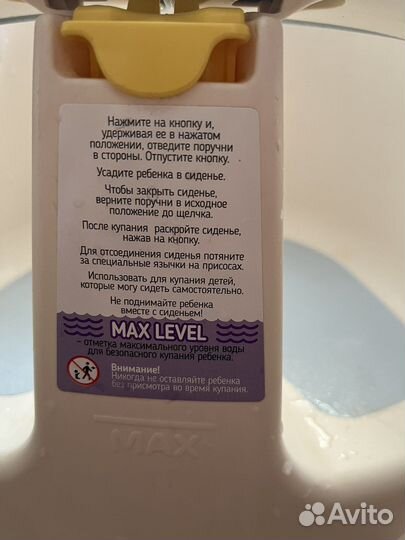 Нажмите на кнопку и,
удерживая ее в нажатом
положении, отведите поручни
в стороны. Отпустите кнопку.
Усадите ребенка в сиденье.
Чтобы закрыть сиденье,
верните поручни в исходное
положение до щелчка.
После купания раскройте сиденье,
нажав на кнопку.
Для отсоединения сиденья потяните
за специальные язычки на присосах.
Использовать для купания детей,
которые могу сидеть самостоятельно.
Не поднимайте ребенка
вместе с сиденьем!
MAX LEVEL
- отметка максимального уровня воды
для безопасного купания ребенка.
Внимание!
Никогда не оставляйте ребенка
без присмотра во время купания.
MAX
Avito